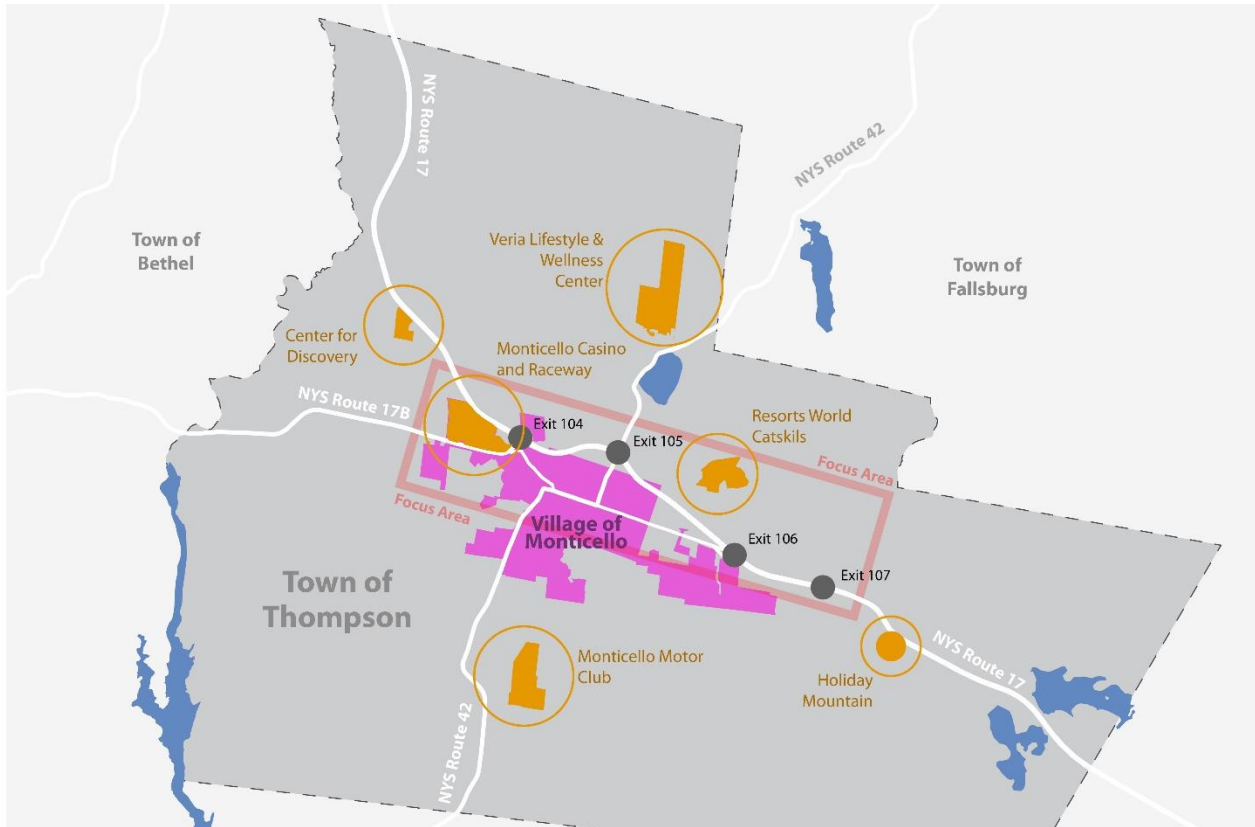 NYS Route 17
NYS Route 42
Town of
Bethel
Veria Lifestyle &
Wellness
Center
Town of
Fallsburg
Center for
Discovery
Monticello Casino
and Raceway
NYS Route 17B
Exit 104
Exit 105
Resorts World
Catskils
Focus Area
Focus Area
Village of
Monticello
Exit 106
Exit 107
Town of
Thompson
Monticello Motor
Club
Holiday
Mountain
NYS Route 17
NYS Route 42